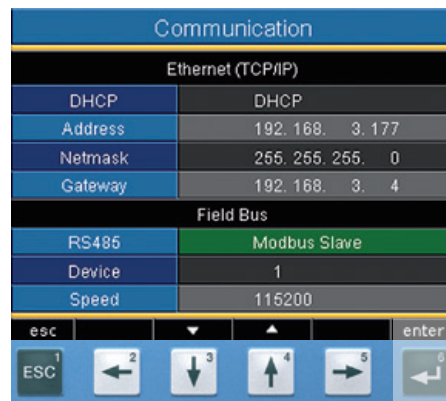 Communication
Ethernet (TCP/IP)
DHCP DHCP
Address 192. 168. 3. 177
Netmask 255. 255. 255. 0
Gateway 192. 168. 3. 4
Field Bus
RS485 Modbus Slave
Device 1
Speed 115200
esc ▼ ▲ enter
ESC 1 ← 2 ↓ 3 ↑ 4 → 5 ↵ 6